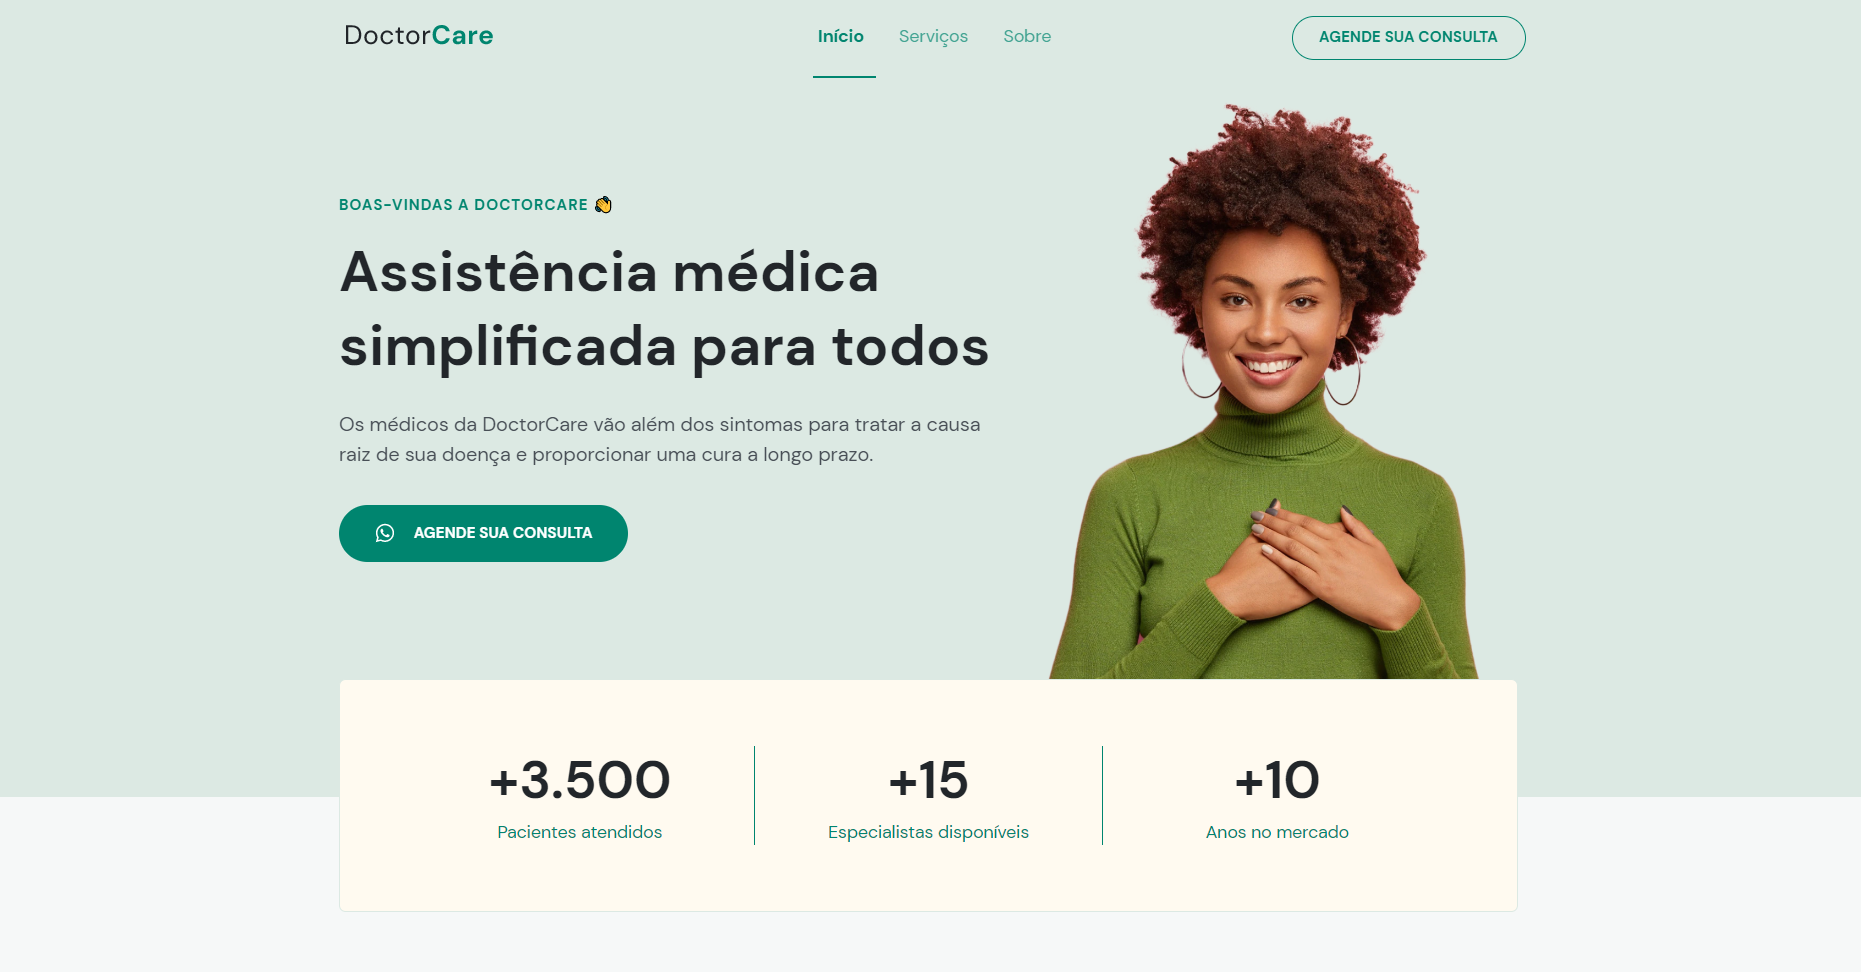 DoctorCare
Início
Serviços
Sobre
AGENDE SUA CONSULTA
BOAS-VINDAS A DOCTORCARE 👋
Assistência médica
simplificada para todos
Os médicos da DoctorCare vão além dos sintomas para tratar a causa
raiz de sua doença e proporcionar uma cura a longo prazo.
AGENDE SUA CONSULTA
+3.500
Pacientes atendidos
+15
Especialistas disponíveis
+10
Anos no mercado